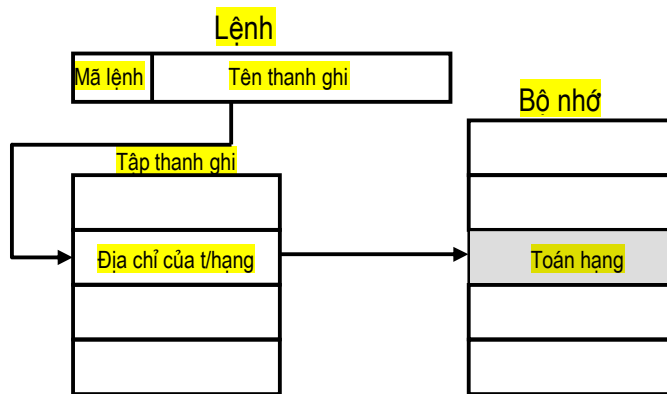 Lệnh
Mã lệnh
Tên thanh ghi
Bộ nhớ
Tập thanh ghi
Địa chỉ của t/hạng
Toán hạng